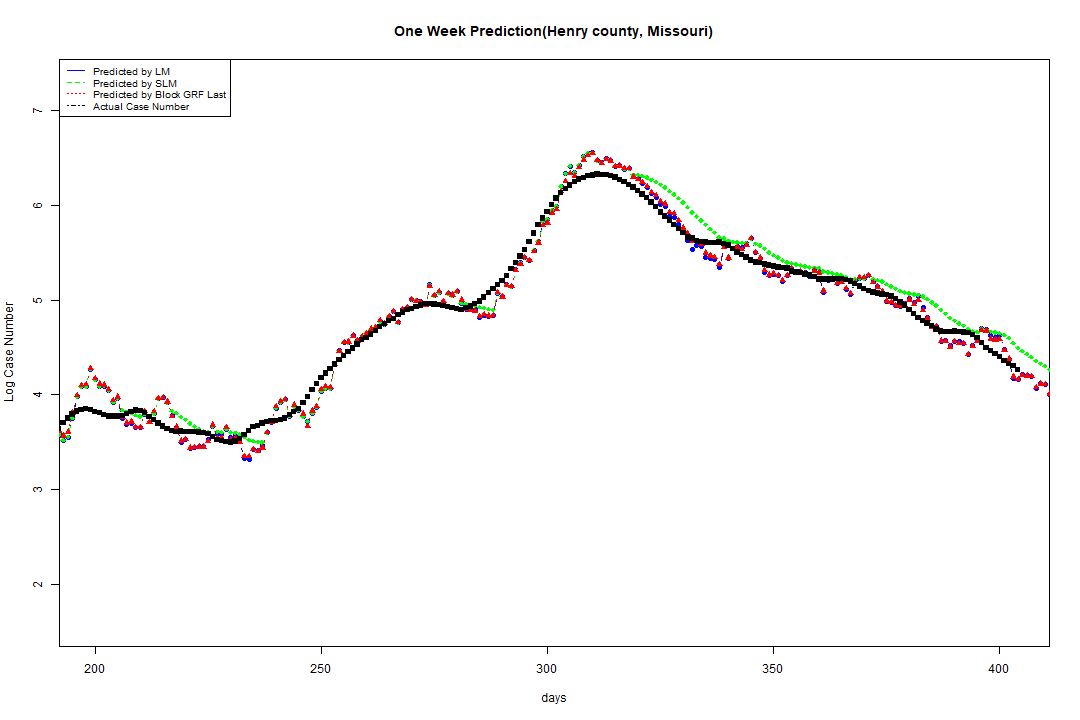 One Week Prediction(Henry county, Missouri)
Predicted by LM
Predicted by SLM
Predicted by Block GRF Last
Actual Case Number
7
6
5
4
3
2
Log Case Number
200 250 300 350 400
days